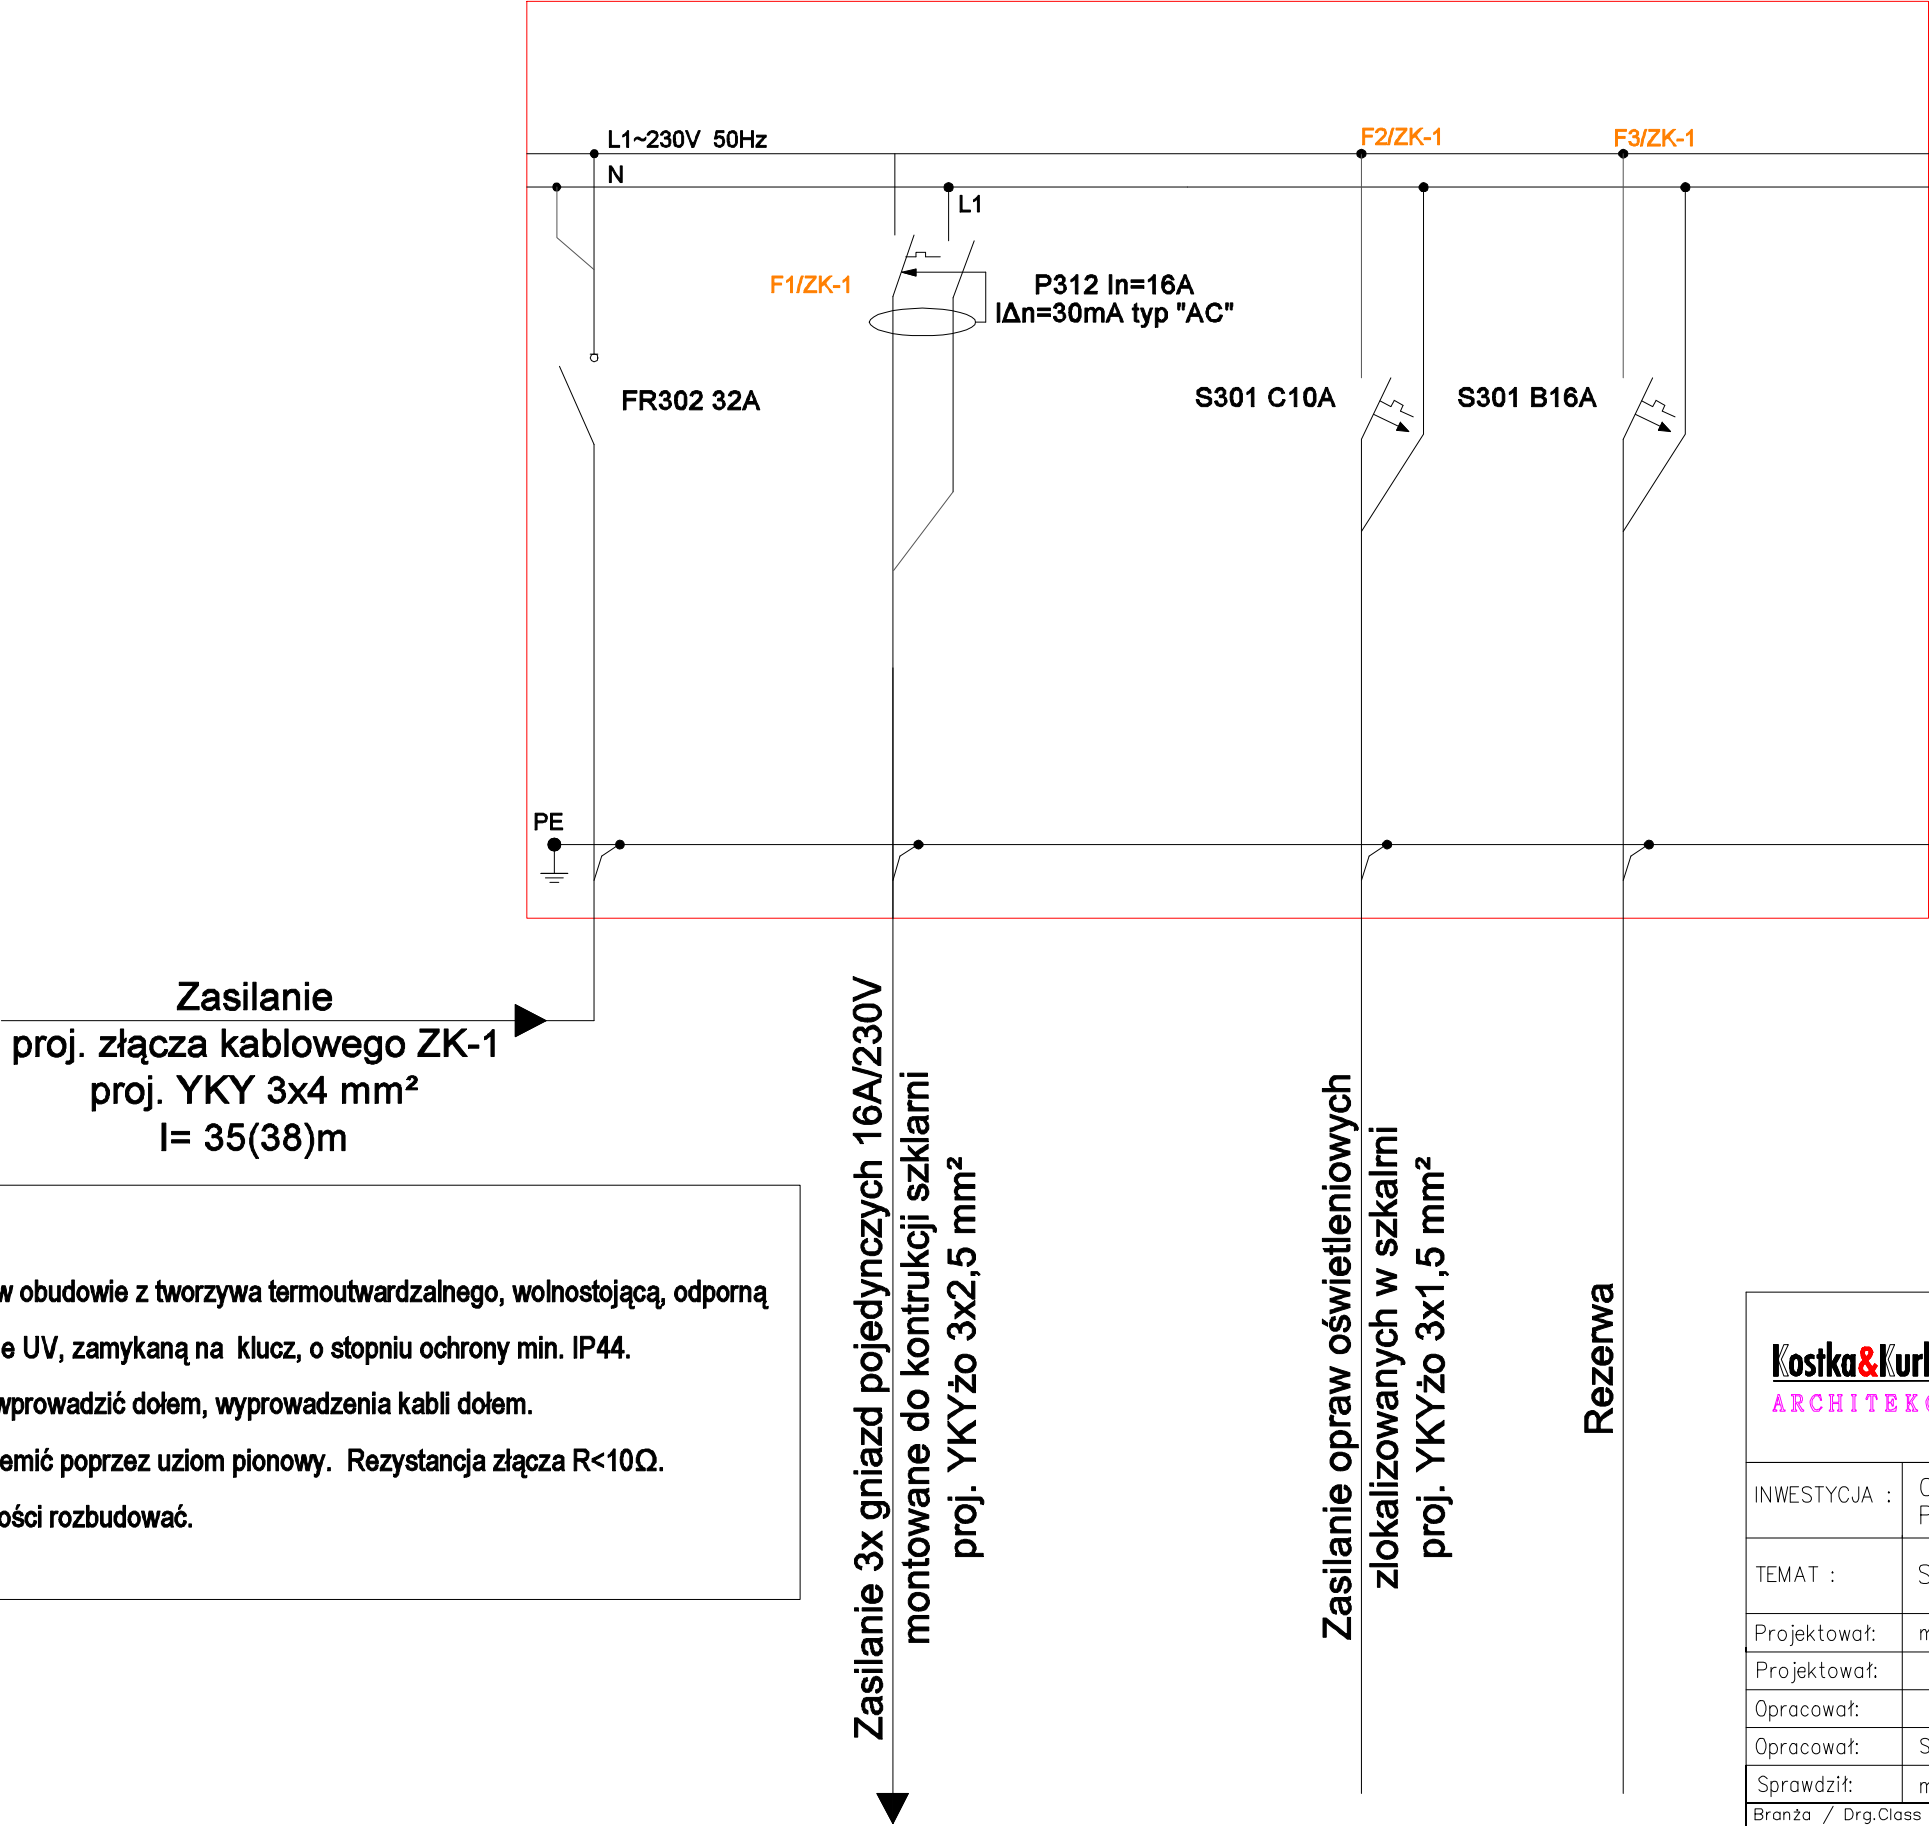 L1~230V 50Hz
N
F2/ZK-1
F3/ZK-1
L1
F1/ZK-1
P312 In=16A
IΔn=30mA typ "AC"
FR302 32A
S301 C10A
S301 B16A
PE
Zasilanie
proj. złącza kablowego ZK-1
proj. YKY 3x4 mm²
l= 35(38)m
w obudowie z tworzywa termoutwardzalnego, wolnostojącą, odporną
e UV, zamykaną na klucz, o stopniu ochrony min. IP44.
wprowadzić dołem, wyprowadzenia kabli dołem.
emić poprzez uziom pionowy. Rezystancja złącza R<10Ω.
ości rozbudować.
Zasilanie 3x gniazd pojedynczych 16A/230V
montowane do kontrukcji szklarni
proj. YKYżo 3x2,5 mm²
Zasilanie opraw oświetleniowych
zlokalizowanych w szkalrni
proj. YKYżo 3x1,5 mm²
Rezerwa
Kostka&Kur
ARCHITEK
INWESTYCJA :
TEMAT : S
Projektował: m
Projektował:
Opracował:
Opracował: S
Sprawdził: m
Branża / Drg.Class